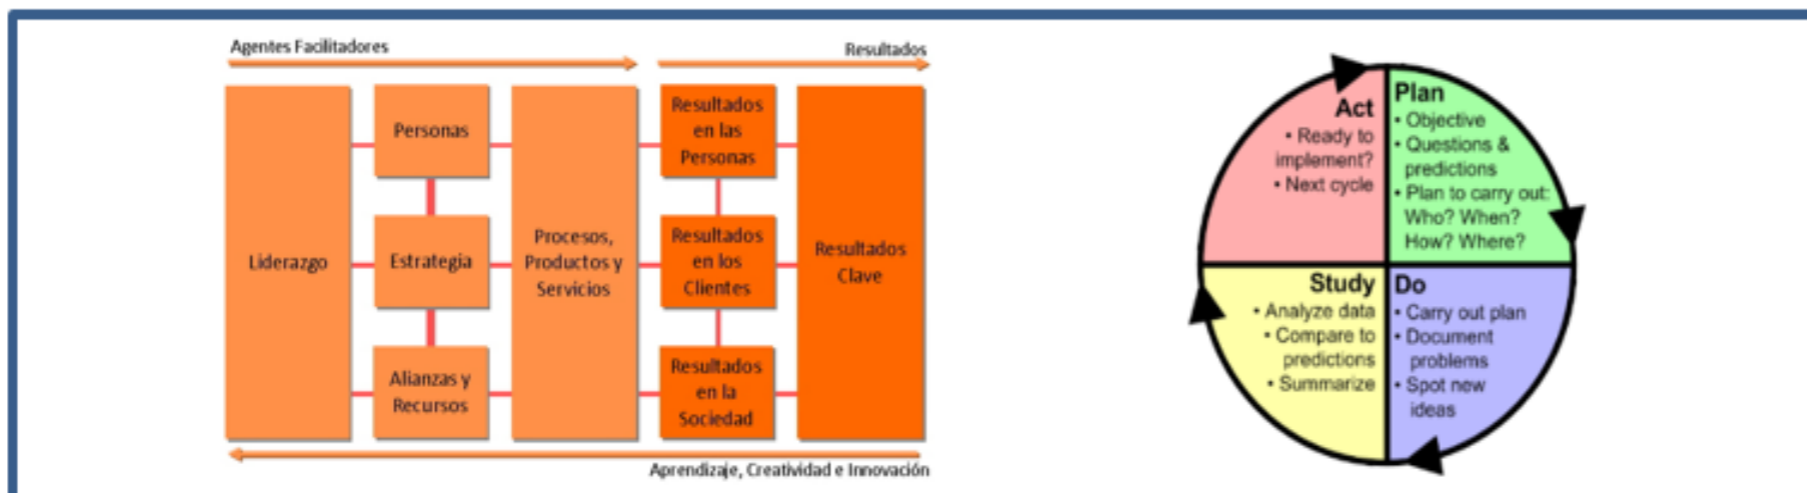 Agentes Facilitadores
Resultados
Liderazgo
Personas
Estrategia
Alianzas y
Recursos
Procesos,
Productos y
Servicios
Resultados
en las
Personas
Resultados
en los
Clientes
Resultados
en la
Sociedad
Resultados
Clave
Aprendizaje, Creatividad e Innovación
Act
• Ready to
implement?
• Next cycle
Plan
• Objective
• Questions &
predictions
• Plan to carry out:
Who? When?
How? Where?
Study
• Analyze data
• Compare to
predictions
• Summarize
Do
• Carry out plan
• Document
problems
• Spot new
ideas